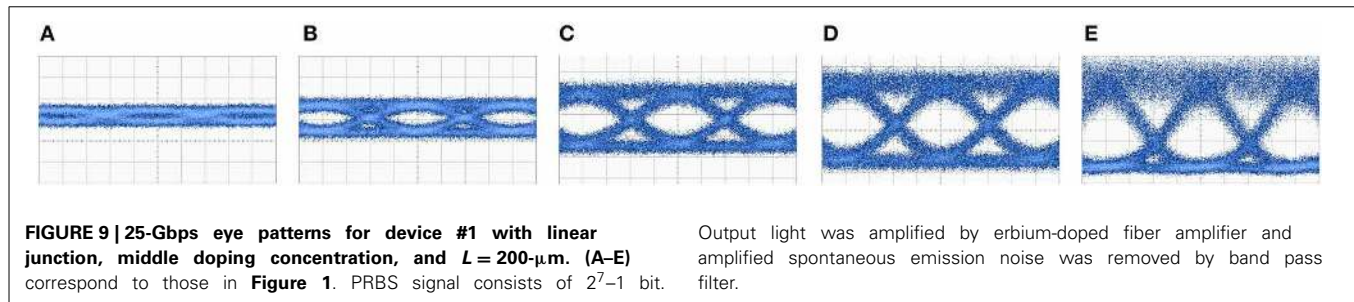 A
B
C
D
E
FIGURE 9 | 25-Gbps eye patterns for device #1 with linear
junction, middle doping concentration, and L = 200-μm. (A–E)
correspond to those in Figure 1. PRBS signal consists of 2⁷–1 bit.
Output light was amplified by erbium-doped fiber amplifier and
amplified spontaneous emission noise was removed by band pass
filter.